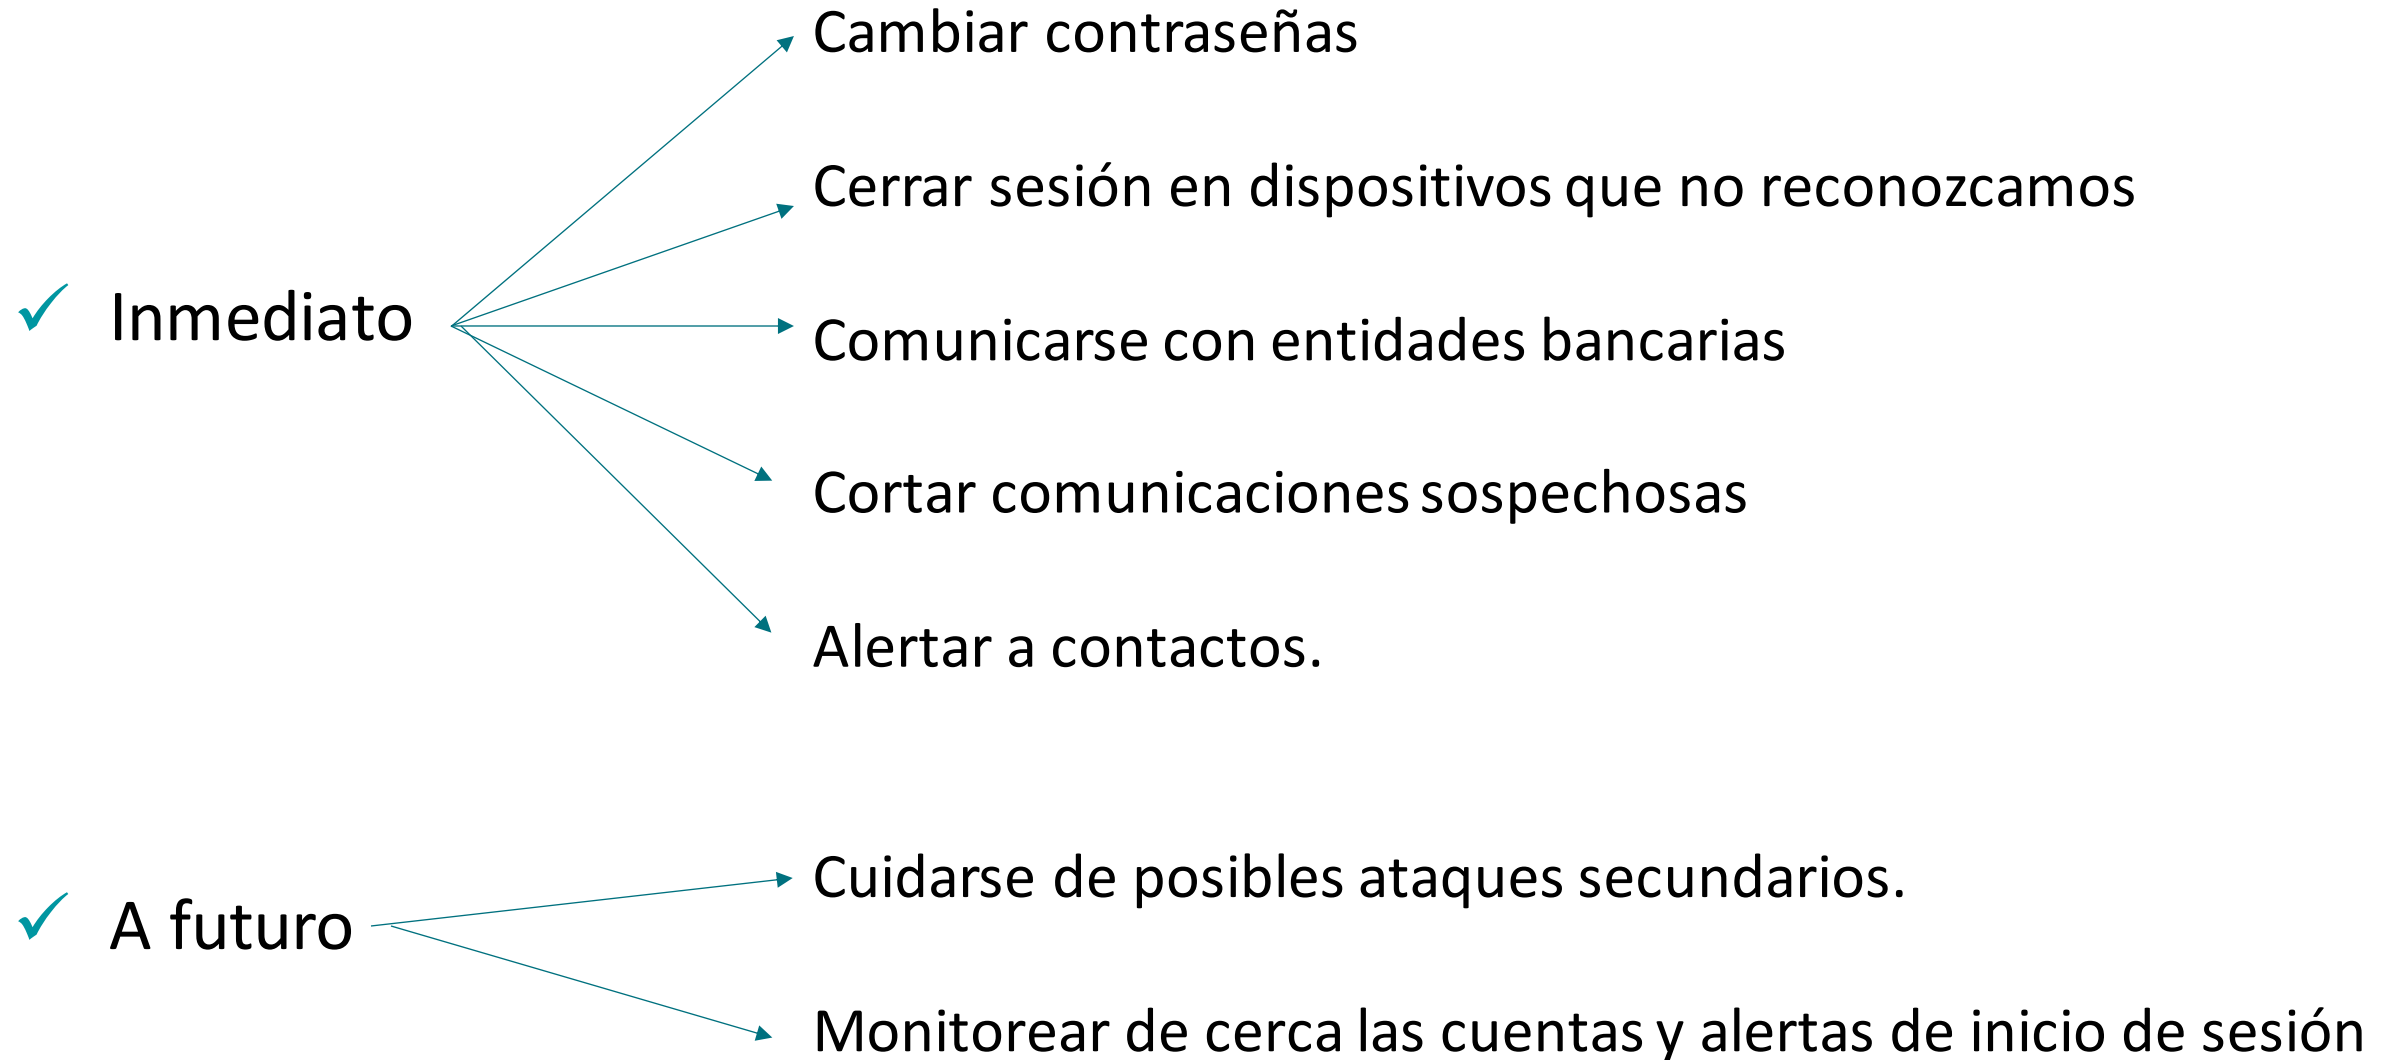 Cambiar contraseñas
Cerrar sesión en dispositivos que no reconozcamos
Inmediato
Comunicarse con entidades bancarias
Cortar comunicaciones sospechosas
Alertar a contactos.
Cuidarse de posibles ataques secundarios.
A futuro
Monitorear de cerca las cuentas y alertas de inicio de sesión